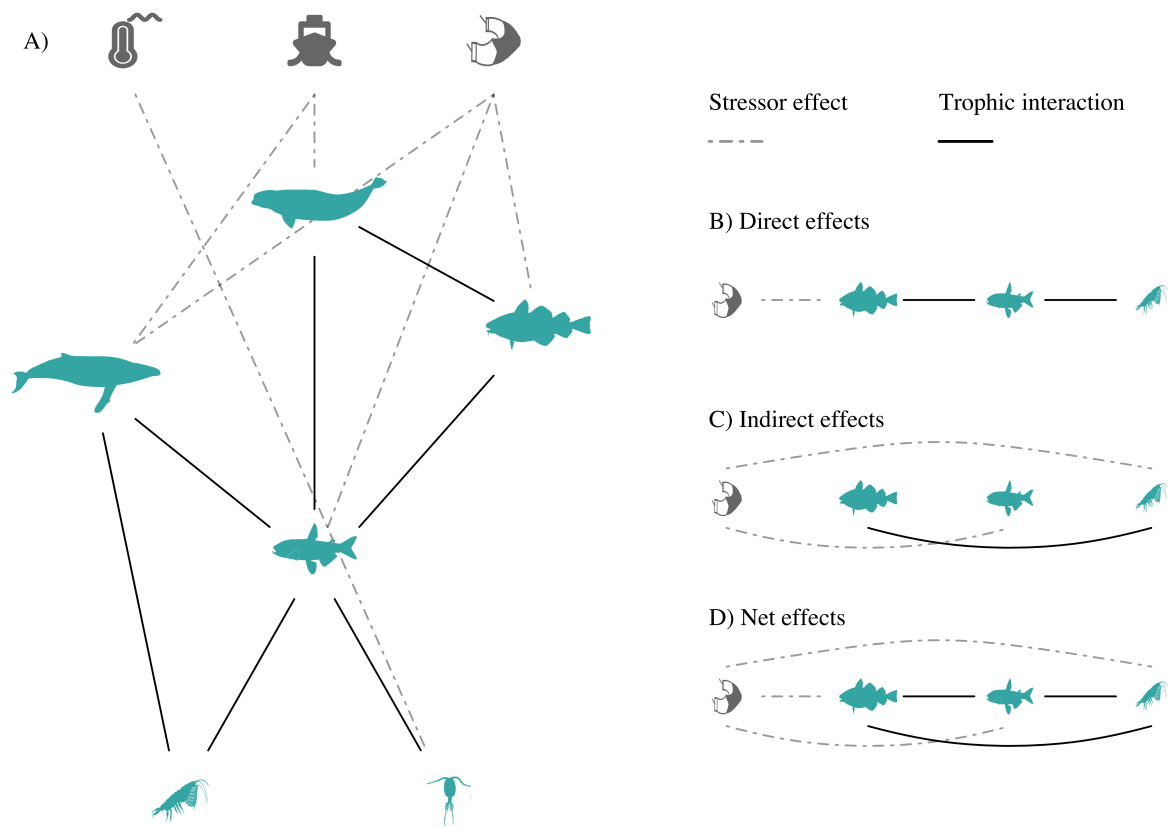 A)
Stressor effect
Trophic interaction
B) Direct effects
C) Indirect effects
D) Net effects